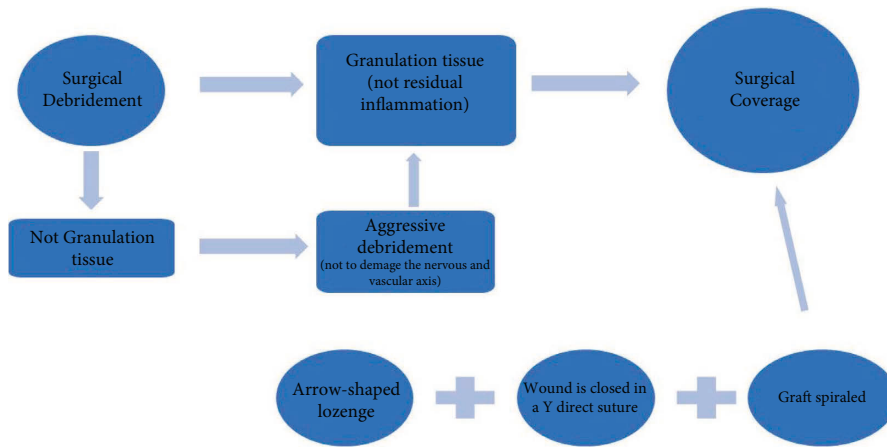 Surgical
Debridement
Granulation tissue
(not residual
inflammation)
Surgical
Coverage
Not Granulation
tissue
Aggressive
debridement
(not to demage the nervous and
vascular axis)
Arrow-shaped
lozenge
Wound is closed in
a Y direct suture
Graft spiraled